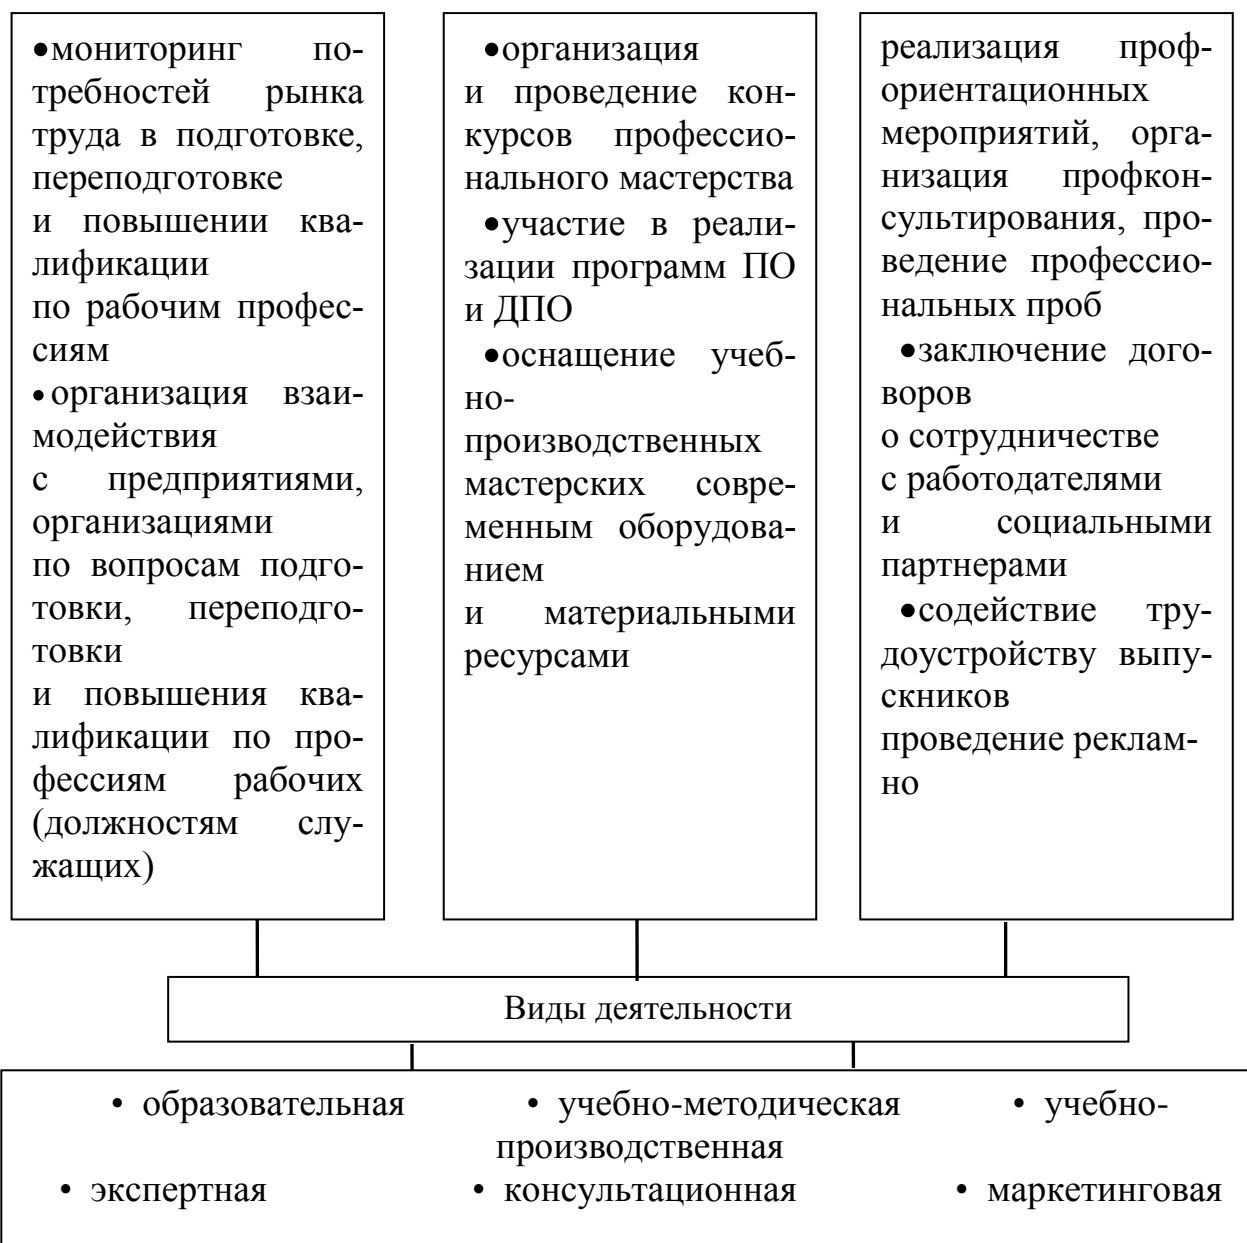 •мониторинг по-
требностей рынка
труда в подготовке,
переподготовке
и повышении ква-
лификации
по рабочим профес-
сиям
• организация взаи-
модействия
с предприятиями,
организациями
по вопросам подго-
товки, переподго-
товки
и повышения ква-
лификации по про-
фессиям рабочих
(должностям слу-
жащих)
•организация
и проведение кон-
курсов профессио-
нального мастерства
•участие в реали-
зации программ ПО
и ДПО
•оснащение учеб-
но-
производственных
мастерских совре-
менным оборудова-
нием
и материальными
ресурсами
реализация проф-
ориентационных
мероприятий, орга-
низация профкон-
сультирования, про-
ведение профессио-
нальных проб
•заключение дого-
воров
о сотрудничестве
с работодателями
и социальными
партнерами
•содействие тру-
доустройству выпу-
скников
проведение реклам-
но
Виды деятельности
• образовательная • учебно-методическая • учебно-
производственная
• экспертная • консультационная • маркетинговая